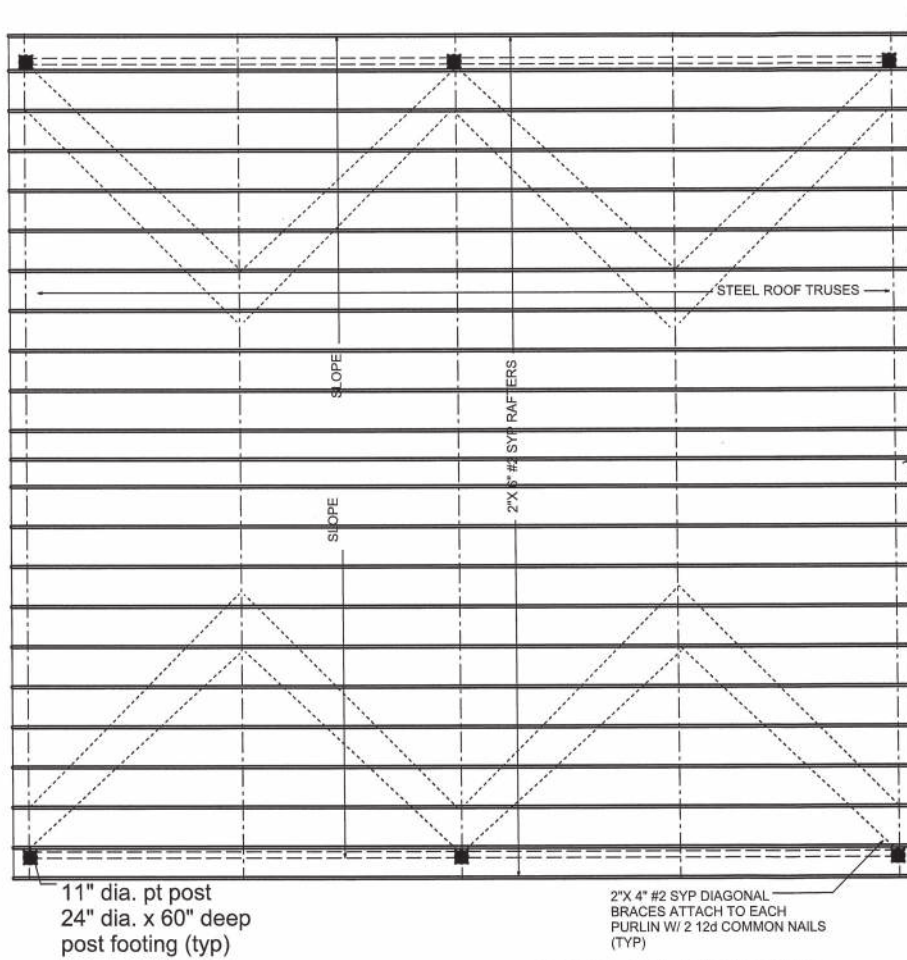 STEEL ROOF TRUSES
SLOPE
2"X 6" #2 SYP RAFTERS
SLOPE
11" dia. pt post
24" dia. x 60" deep
post footing (typ)
2"X 4" #2 SYP DIAGONAL
BRACES ATTACH TO EACH
PURLIN W/ 2 12d COMMON NAILS
(TYP)